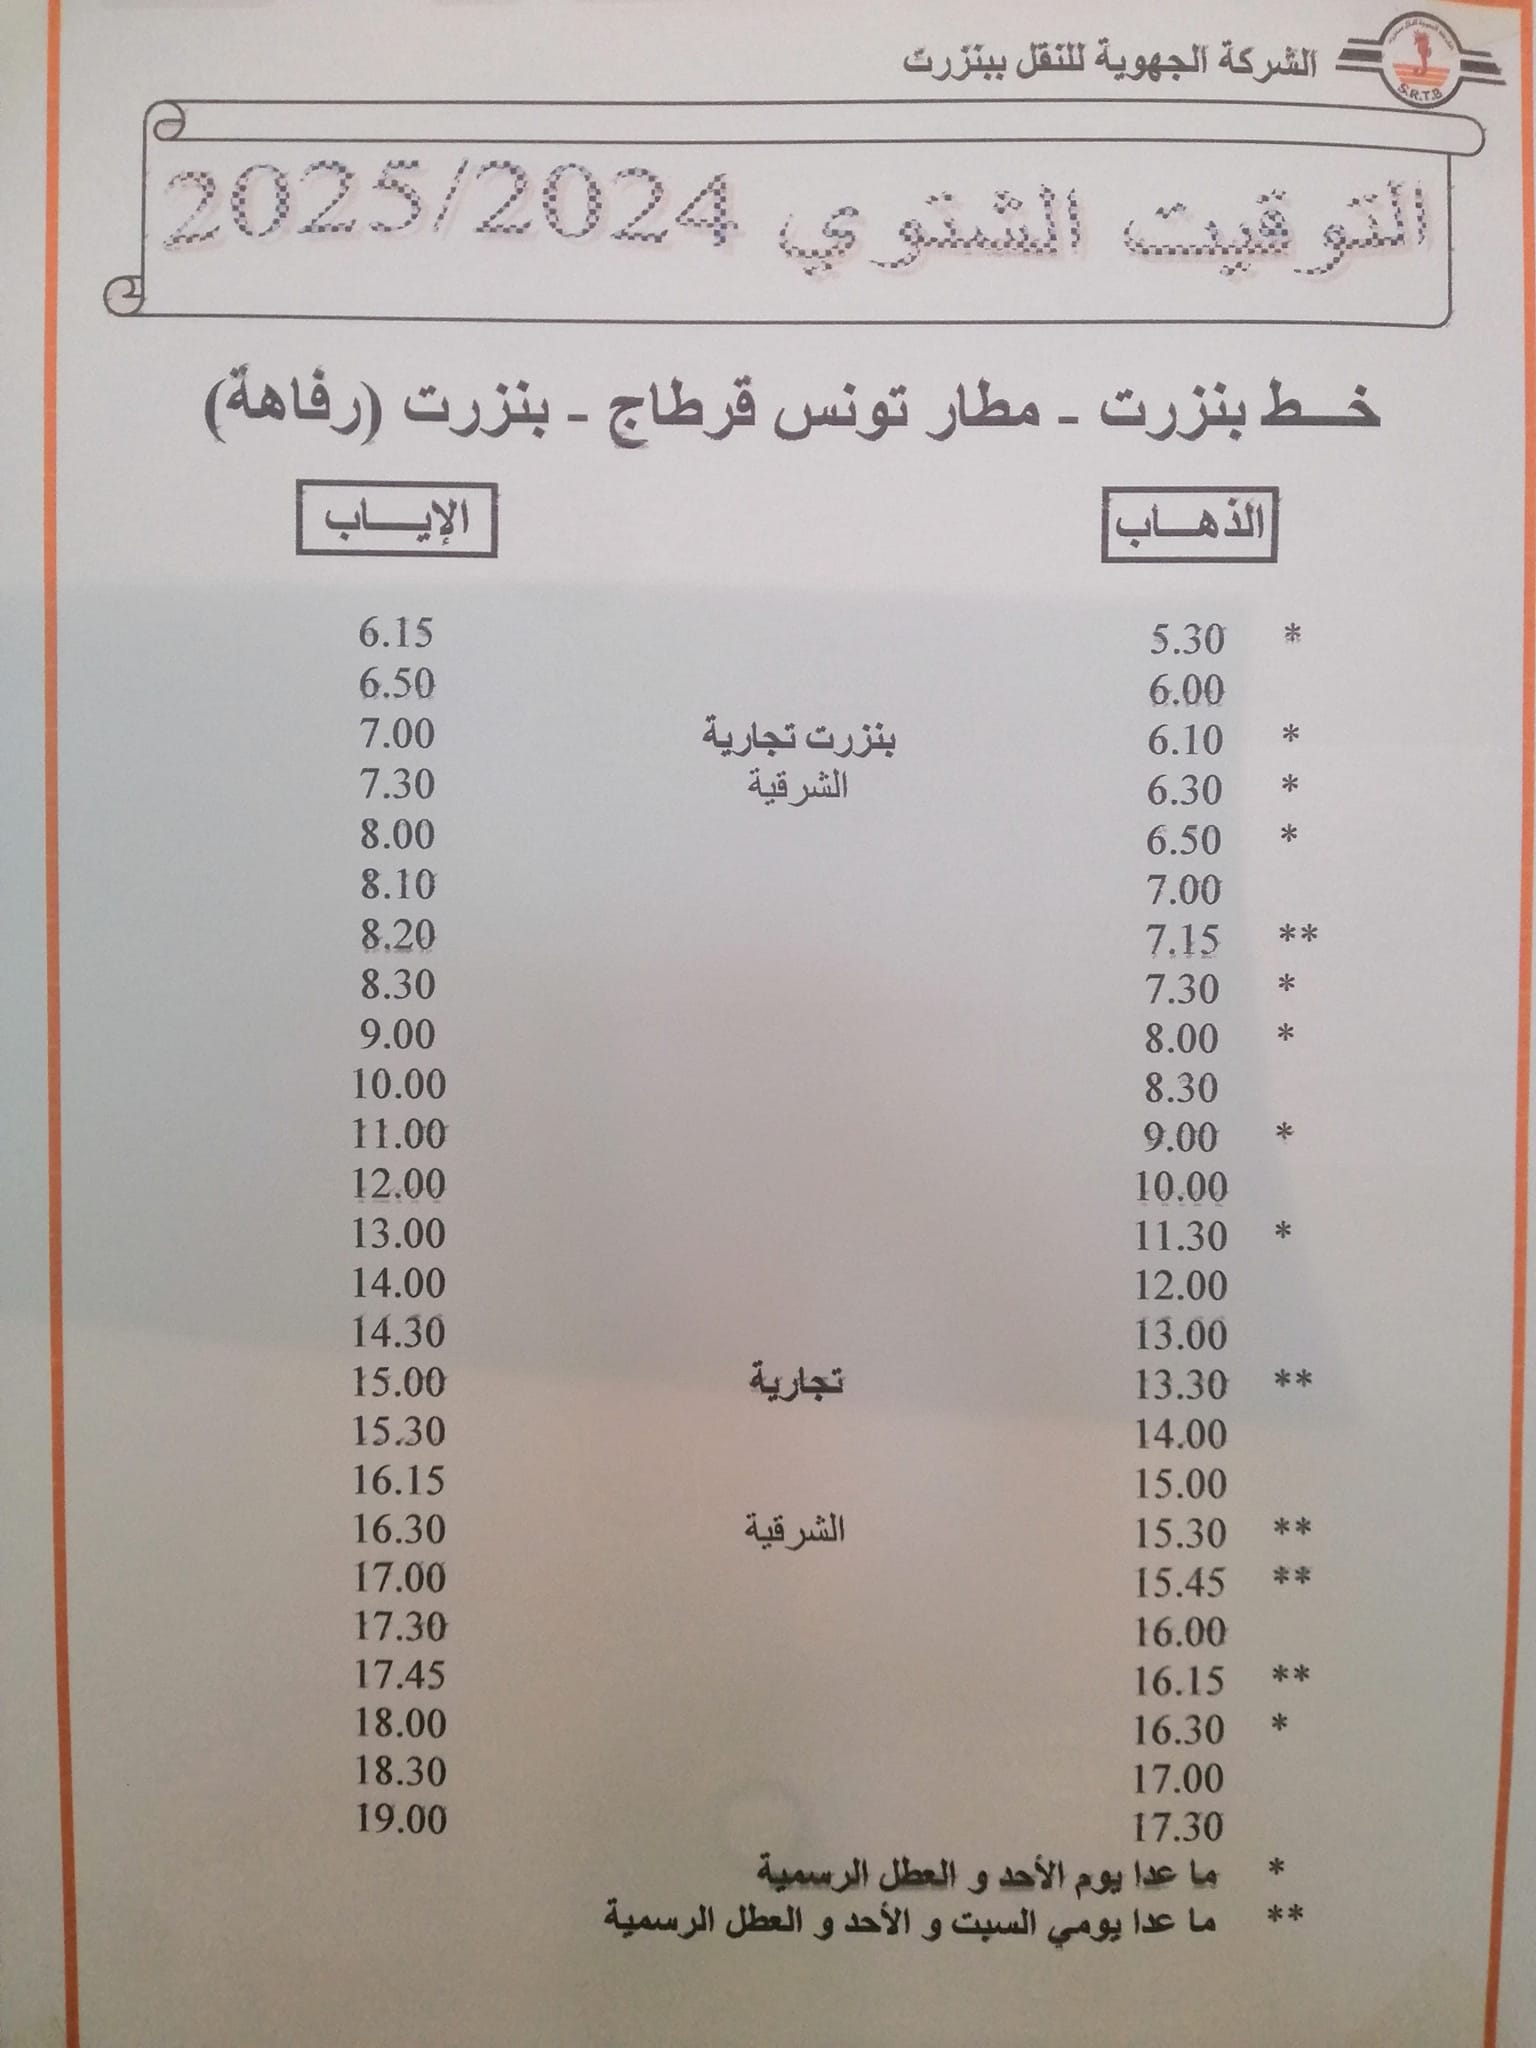 الشركة الجهوية للنقل ببنزرت
S.R.T.B
التوقيت الشتوي 2025/2024
خــط بنزرت - مطار تونس قرطاج - بنزرت (رفاهة)
الذهــاب الإيــاب
* 5.30 6.15
6.00 6.50
* 6.10 بنزرت تجارية 7.00
* 6.30 الشرقية 7.30
* 6.50 8.00
7.00 8.10
** 7.15 8.20
* 7.30 8.30
* 8.00 9.00
8.30 10.00
* 9.00 11.00
10.00 12.00
* 11.30 13.00
12.00 14.00
13.00 14.30
** 13.30 تجارية 15.00
14.00 15.30
15.00 16.15
** 15.30 الشرقية 16.30
** 15.45 17.00
16.00 17.30
** 16.15 17.45
* 16.30 18.00
17.00 18.30
17.30 19.00
* ما عدا يوم الأحد و العطل الرسمية
** ما عدا يومي السبت و الأحد و العطل الرسمية